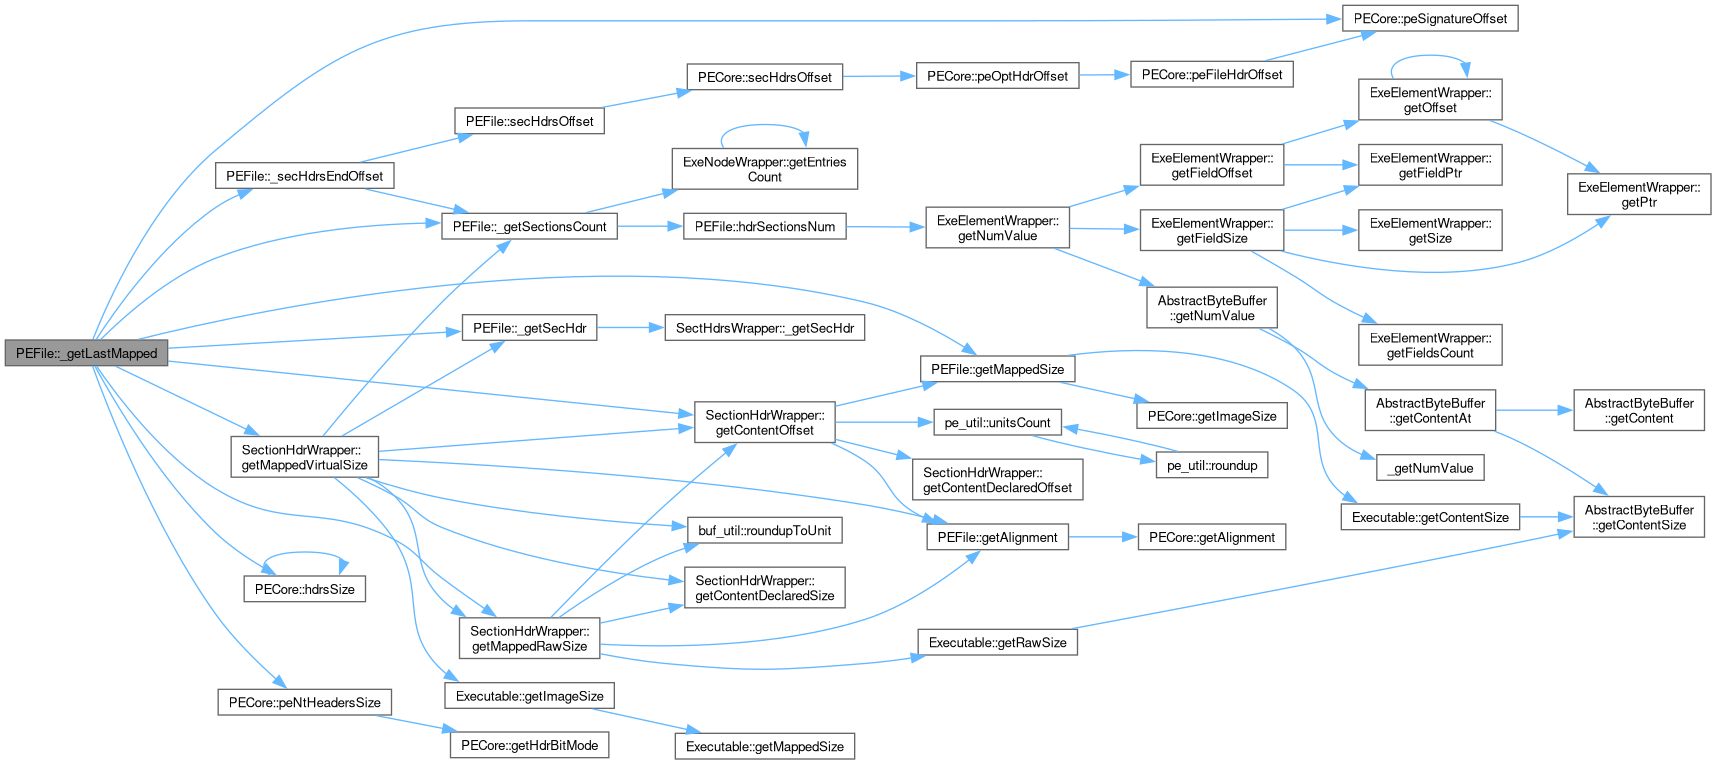 PECore::peSignatureOffset
PECore::secHdrsOffset
PECore::peOptHdrOffset
PECore::peFileHdrOffset
ExeElementWrapper::
getOffset
PEFile::secHdrsOffset
ExeNodeWrapper::getEntries
Count
ExeElementWrapper::
getFieldOffset
ExeElementWrapper::
getFieldPtr
PEFile::_secHdrsEndOffset
ExeElementWrapper::
getPtr
PEFile::_getSectionsCount
PEFile::hdrSectionsNum
ExeElementWrapper::
getNumValue
ExeElementWrapper::
getFieldSize
ExeElementWrapper::
getSize
AbstractByteBuffer
::getNumValue
PEFile::_getSecHdr
SectHdrsWrapper::_getSecHdr
ExeElementWrapper::
getFieldsCount
PEFile::_getLastMapped
PEFile::getMappedSize
PECore::getImageSize
AbstractByteBuffer
::getContentAt
AbstractByteBuffer
::getContent
SectionHdrWrapper::
getContentOffset
pe_util::unitsCount
SectionHdrWrapper::
getMappedVirtualSize
pe_util::roundup
_getNumValue
SectionHdrWrapper::
getContentDeclaredOffset
Executable::getContentSize
AbstractByteBuffer
::getContentSize
buf_util::roundupToUnit
PEFile::getAlignment
PECore::getAlignment
PECore::hdrsSize
SectionHdrWrapper::
getContentDeclaredSize
SectionHdrWrapper::
getMappedRawSize
Executable::getRawSize
Executable::getImageSize
PECore::peNtHeadersSize
PECore::getHdrBitMode
Executable::getMappedSize